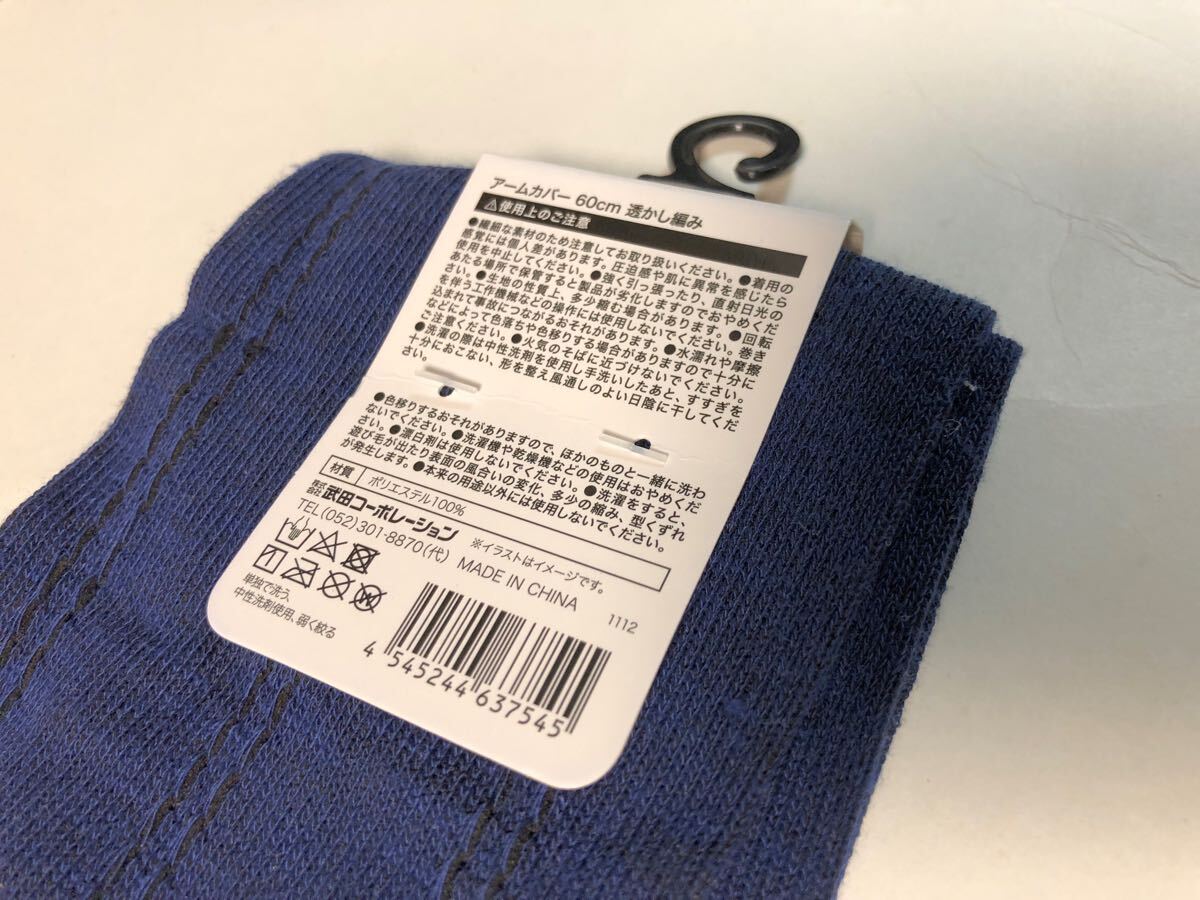 アームカバー 60cm 透かし編み
⚠使用上のご注意
●繊細な素材のため注意してお取り扱いください。●着用の
感覚には個人差があります。圧迫感や肌に異常を感じたら
使用を中止してください。●強く引っ張ったり、直射日光の
あたる場所で保管すると製品が劣化しますのでおやめくだ
さい。●生地の性質上、多少縮む場合があります。●回転
を伴う工作機械などの操作には使用しないでください。巻き
込まれて事故につながるおそれがあります。●水濡れや摩擦
などによって色落ちや色移りする場合がありますので十分に
ご注意ください。●火気のそばに近づけないでください。
●洗濯の際は中性洗剤を使用し手洗いしたあと、すすぎを
十分におこない、形を整え風通しのよい日陰に干してくだ
さい。
●色移りするおそれがありますので、ほかのものと一緒に洗わ
ないでください。●洗濯機や乾燥機などの使用はおやめくだ
さい。●漂白剤は使用しないでください。●洗濯をすると、
遊び毛が出たり表面の風合いの変化、多少の縮み、型くずれ
が発生します。●本来の用途以外には使用しないでください。
材質 ポリエステル100%
※イラストはイメージです。
株式会社 武田コーポレーション
TEL(052)301-8870(代) MADE IN CHINA
1112
単独で洗う、
中性洗剤使用、弱く絞る
4 545244 637545